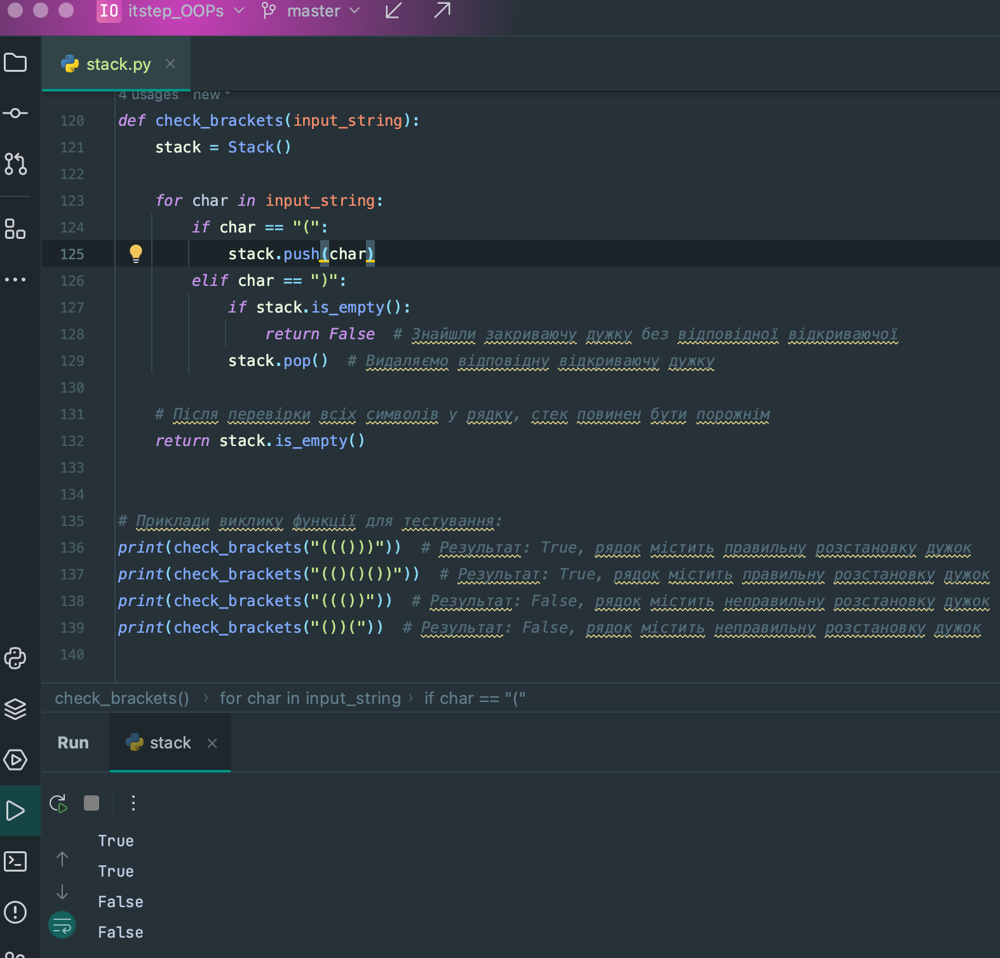 IO itstep_OOPs master
stack.py
4 usages new *
120 def check_brackets(input_string):
121 stack = Stack()
122
123 for char in input_string:
124 if char == "(":
125 stack.push(char)
126 elif char == ")":
127 if stack.is_empty():
128 return False # Знайшли закриваючу дужку без відповідної відкриваючої
129 stack.pop() # Видаляємо відповідну відкриваючу дужку
130
131 # Після перевірки всіх символів у рядку, стек повинен бути порожнім
132 return stack.is_empty()
133
134
135 # Приклади виклику функції для тестування:
136 print(check_brackets("((()))")) # Результат: True, рядок містить правильну розстановку дужок
137 print(check_brackets("(()()())")) # Результат: True, рядок містить правильну розстановку дужок
138 print(check_brackets("((())")) # Результат: False, рядок містить неправильну розстановку дужок
139 print(check_brackets("())(")) # Результат: False, рядок містить неправильну розстановку дужок
140
check_brackets() › for char in input_string › if char == "("
Run stack
True
True
False
False